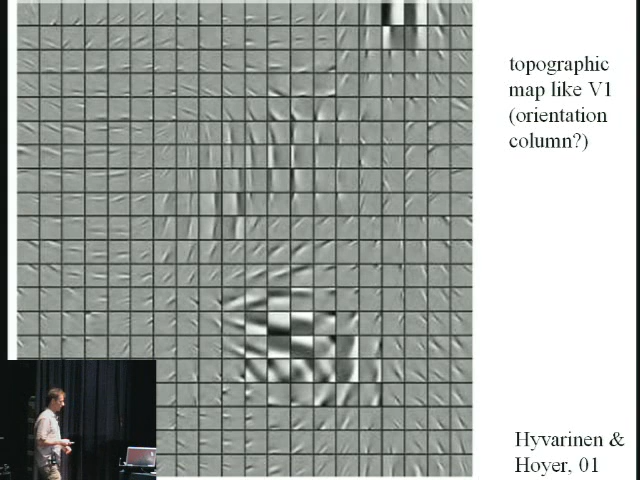 topographic
map like V1
(orientation
column?)
Hyvarinen &
Hoyer, 01